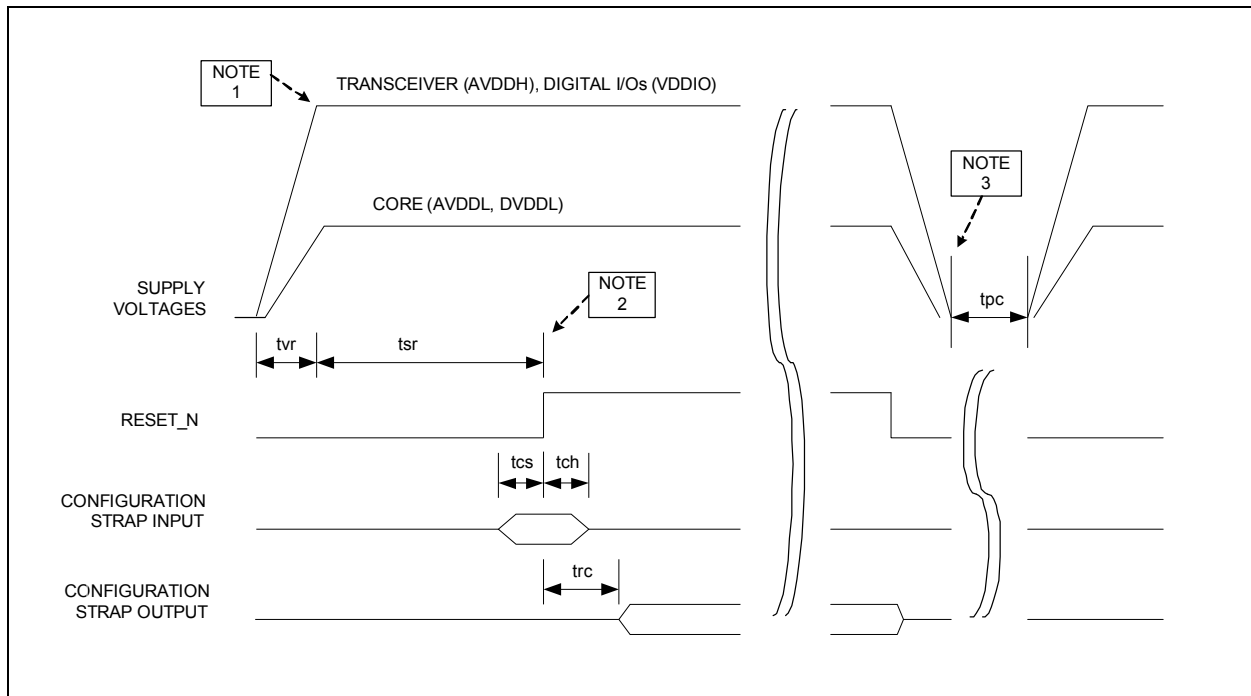 NOTE
1
TRANSCEIVER (AVDDH), DIGITAL I/Os (VDDIO)
NOTE
3
CORE (AVDDL, DVDDL)
SUPPLY
VOLTAGES
NOTE
2
tpc
tvr
tsr
RESET_N
tcs
tch
CONFIGURATION
STRAP INPUT
trc
CONFIGURATION
STRAP OUTPUT